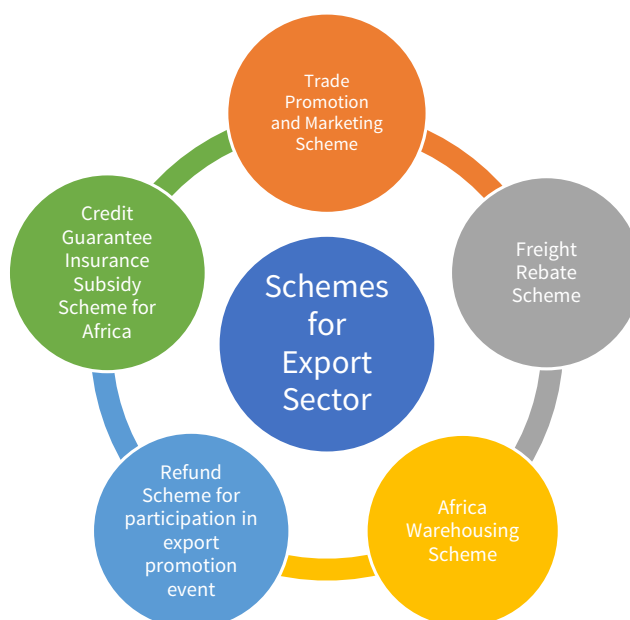 Trade
Promotion
and Marketing
Scheme
Freight
Rebate
Scheme
Africa
Warehousing
Scheme
Refund
Scheme for
participation in
export
promotion
event
Credit
Guarantee
Insurance
Subsidy
Scheme for
Africa
Schemes
for
Export
Sector